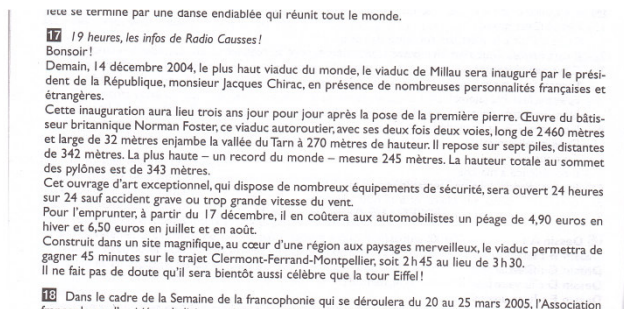 fête se termine par une danse endiablée qui réunit tout le monde.
17 19 heures, les infos de Radio Causses !
Bonsoir !
Demain, 14 décembre 2004, le plus haut viaduc du monde, le viaduc de Millau sera inauguré par le prési-
dent de la République, monsieur Jacques Chirac, en présence de nombreuses personnalités françaises et
étrangères.
Cette inauguration aura lieu trois ans jour pour jour après la pose de la première pierre. Œuvre du bâtis-
seur britannique Norman Foster, ce viaduc autoroutier, avec ses deux fois deux voies, long de 2 460 mètres
et large de 32 mètres enjambe la vallée du Tarn à 270 mètres de hauteur. Il repose sur sept piles, distantes
de 342 mètres. La plus haute – un record du monde – mesure 245 mètres. La hauteur totale au sommet
des pylônes est de 343 mètres.
Cet ouvrage d'art exceptionnel, qui dispose de nombreux équipements de sécurité, sera ouvert 24 heures
sur 24 sauf accident grave ou trop grande vitesse du vent.
Pour l'emprunter, à partir du 17 décembre, il en coûtera aux automobilistes un péage de 4,90 euros en
hiver et 6,50 euros en juillet et en août.
Construit dans un site magnifique, au cœur d'une région aux paysages merveilleux, le viaduc permettra de
gagner 45 minutes sur le trajet Clermont-Ferrand-Montpellier, soit 2 h 45 au lieu de 3 h 30.
Il ne fait pas de doute qu'il sera bientôt aussi célèbre que la tour Eiffel !
18 Dans le cadre de la Semaine de la francophonie qui se déroulera du 20 au 25 mars 2005, l'Association